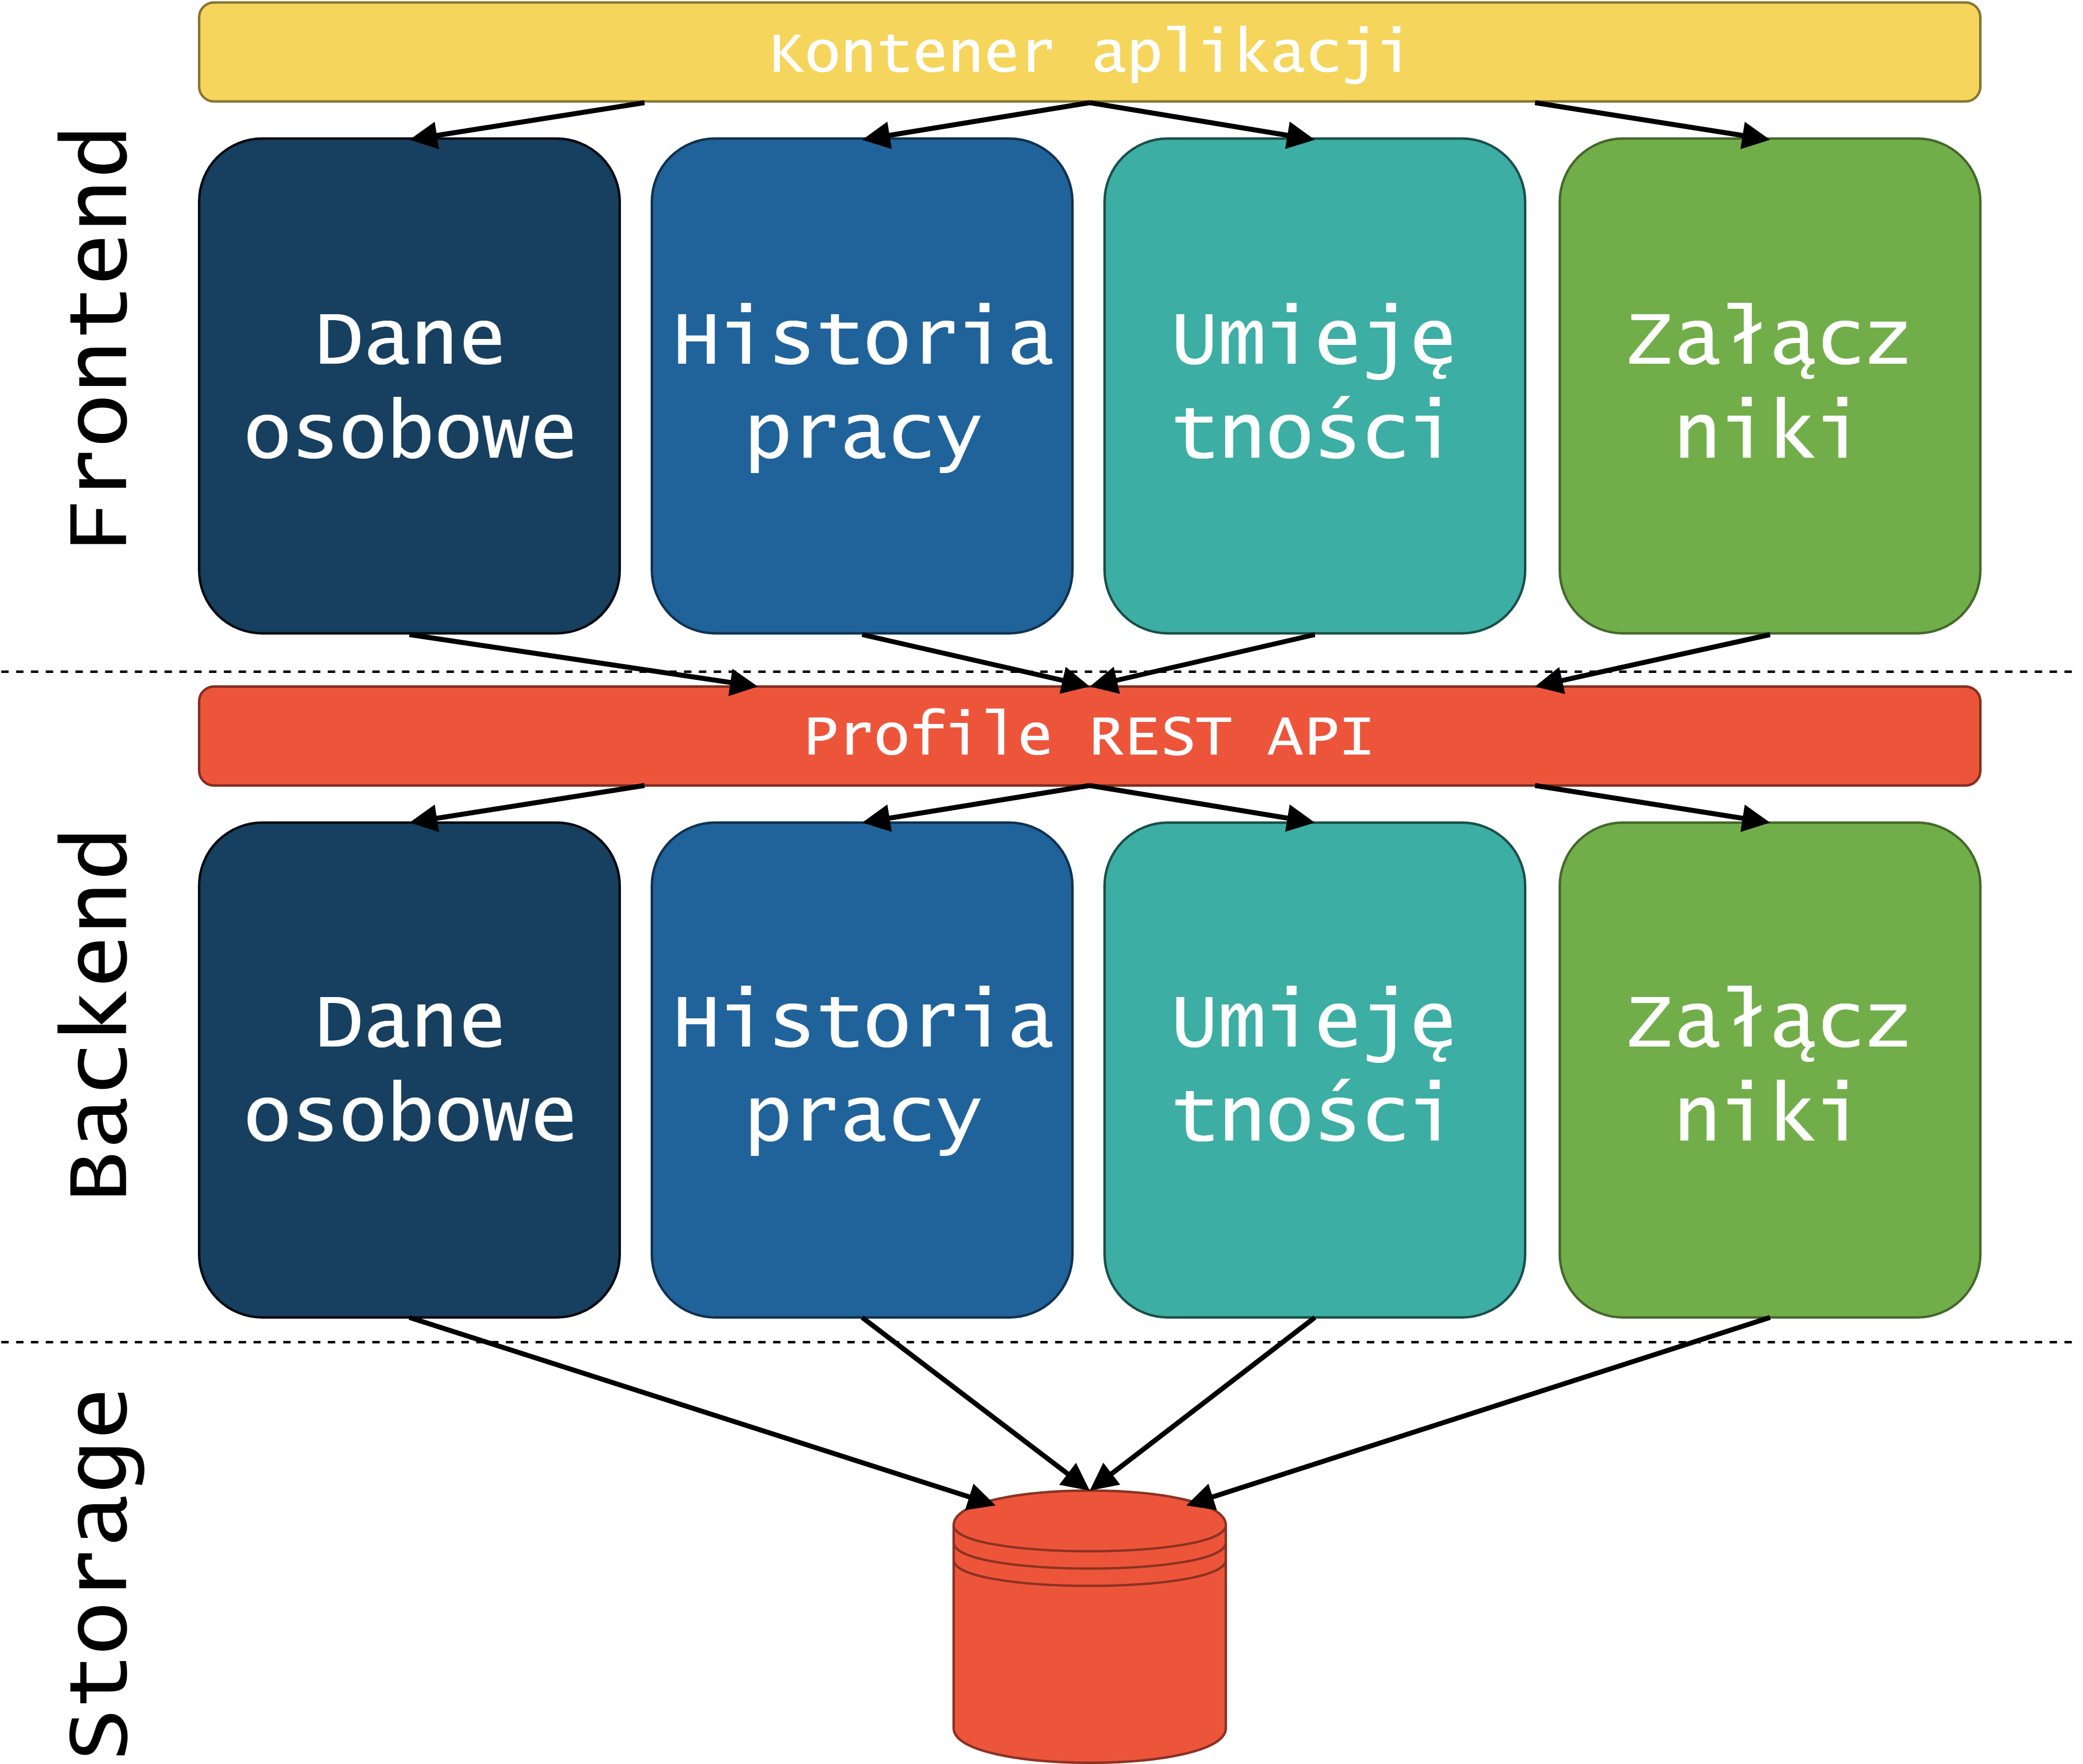 Kontener aplikacji
Frontend
Dane
osobowe
Historia
pracy
Umieję
tności
Załącz
niki
Profile REST API
Backend
Dane
osobowe
Historia
pracy
Umieję
tności
Załącz
niki
Storage